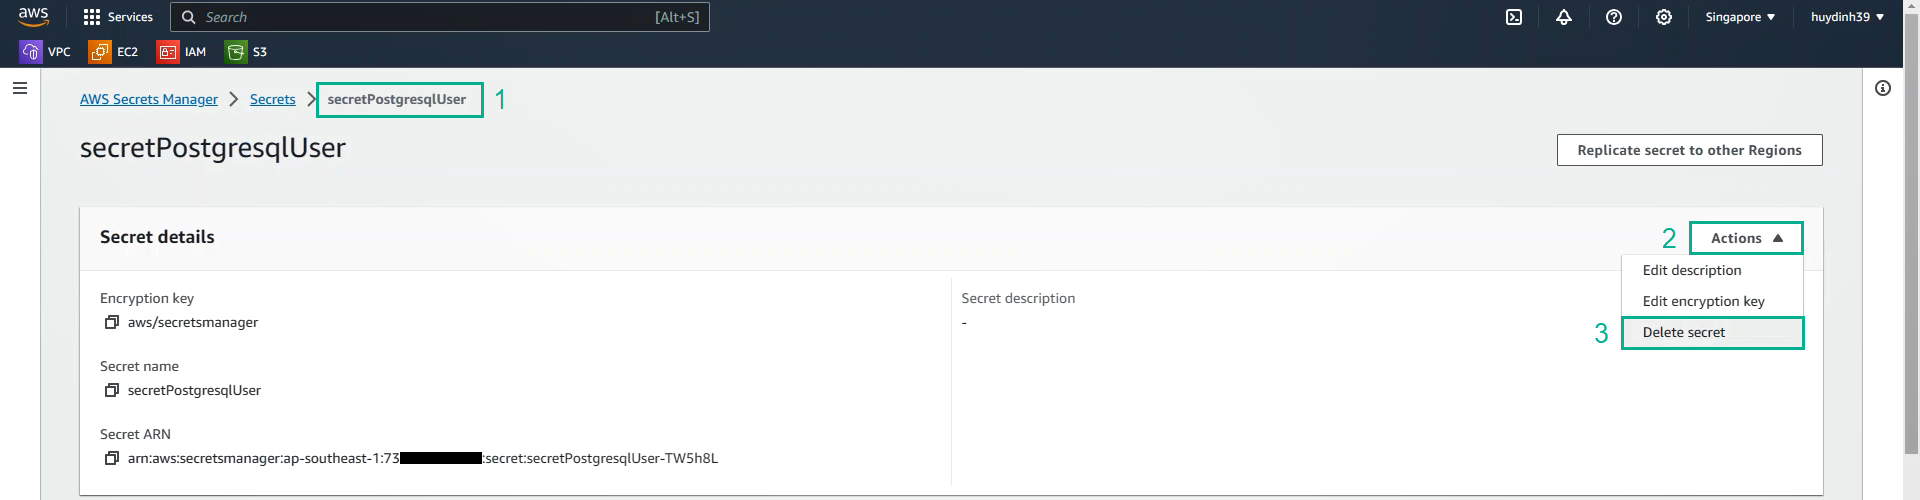 aws Services Search [Alt+S] Singapore huydinh39
VPC EC2 IAM S3
AWS Secrets Manager Secrets secretPostgresqlUser 1
secretPostgresqlUser
Replicate secret to other Regions
Secret details
2 Actions
Edit description
Edit encryption key
3 Delete secret
Encryption key
aws/secretsmanager
Secret description
-
Secret name
secretPostgresqlUser
Secret ARN
arn:aws:secretsmanager:ap-southeast-1:73 :secret:secretPostgresqlUser-TW5h8L